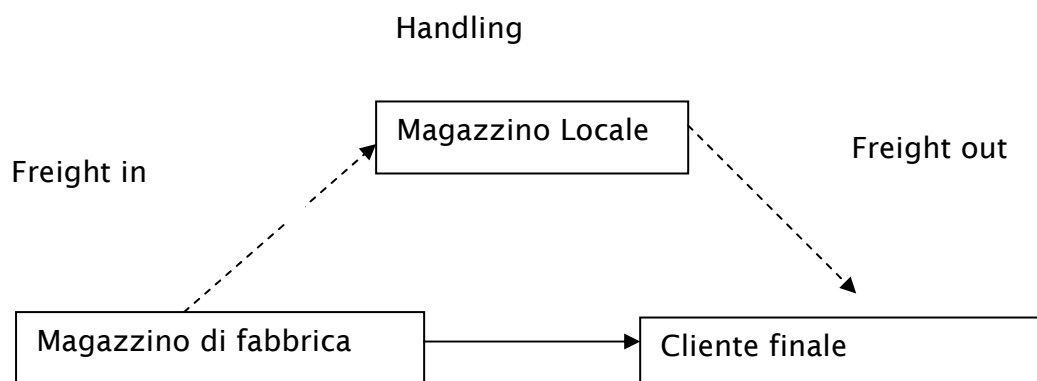 Handling
Magazzino Locale
Freight out
Freight in
Magazzino di fabbrica
Cliente finale